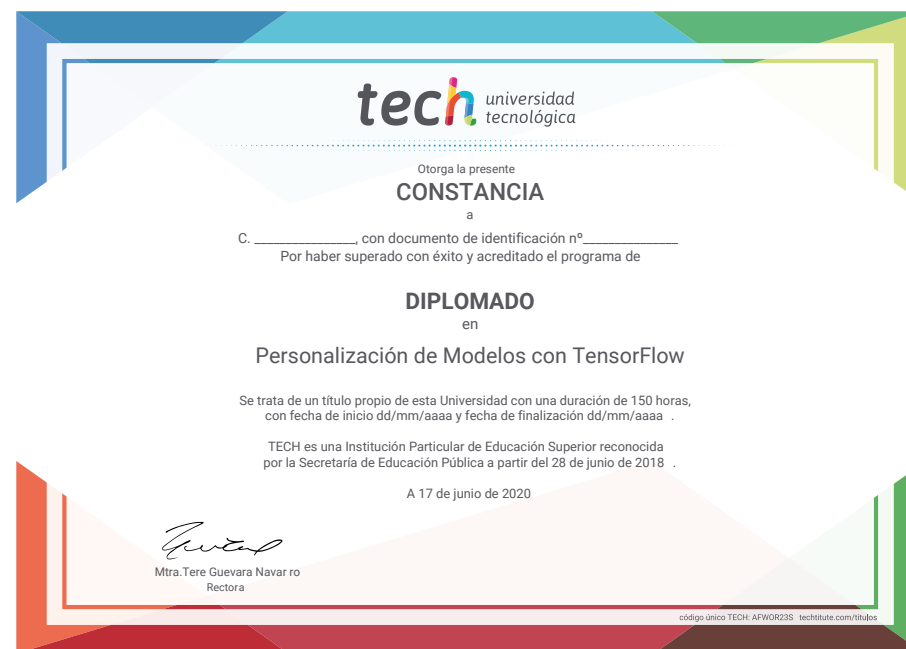 tech universidad
tecnológica
Otorga la presente
CONSTANCIA
a
C. ________________, con documento de identificación nº_______________
Por haber superado con éxito y acreditado el programa de
DIPLOMADO
en
Personalización de Modelos con TensorFlow
Se trata de un título propio de esta Universidad con una duración de 150 horas,
con fecha de inicio dd/mm/aaaa y fecha de finalización dd/mm/aaaa .
TECH es una Institución Particular de Educación Superior reconocida
por la Secretaría de Educación Pública a partir del 28 de junio de 2018 .
A 17 de junio de 2020
Mtra.Tere Guevara Navar ro
Rectora
código único TECH: AFWOR23S techtitute.com/titulos